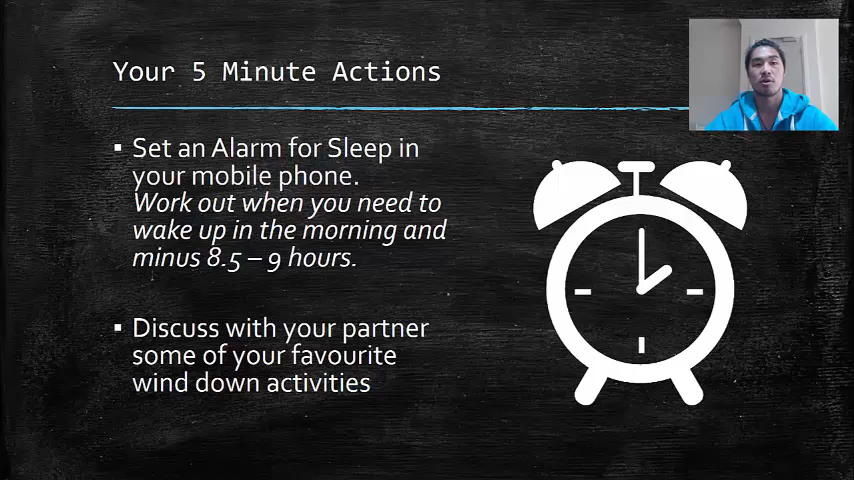 Your 5 Minute Actions
▪ Set an Alarm for Sleep in
your mobile phone.
Work out when you need to
wake up in the morning and
minus 8.5 – 9 hours.
▪ Discuss with your partner
some of your favourite
wind down activities